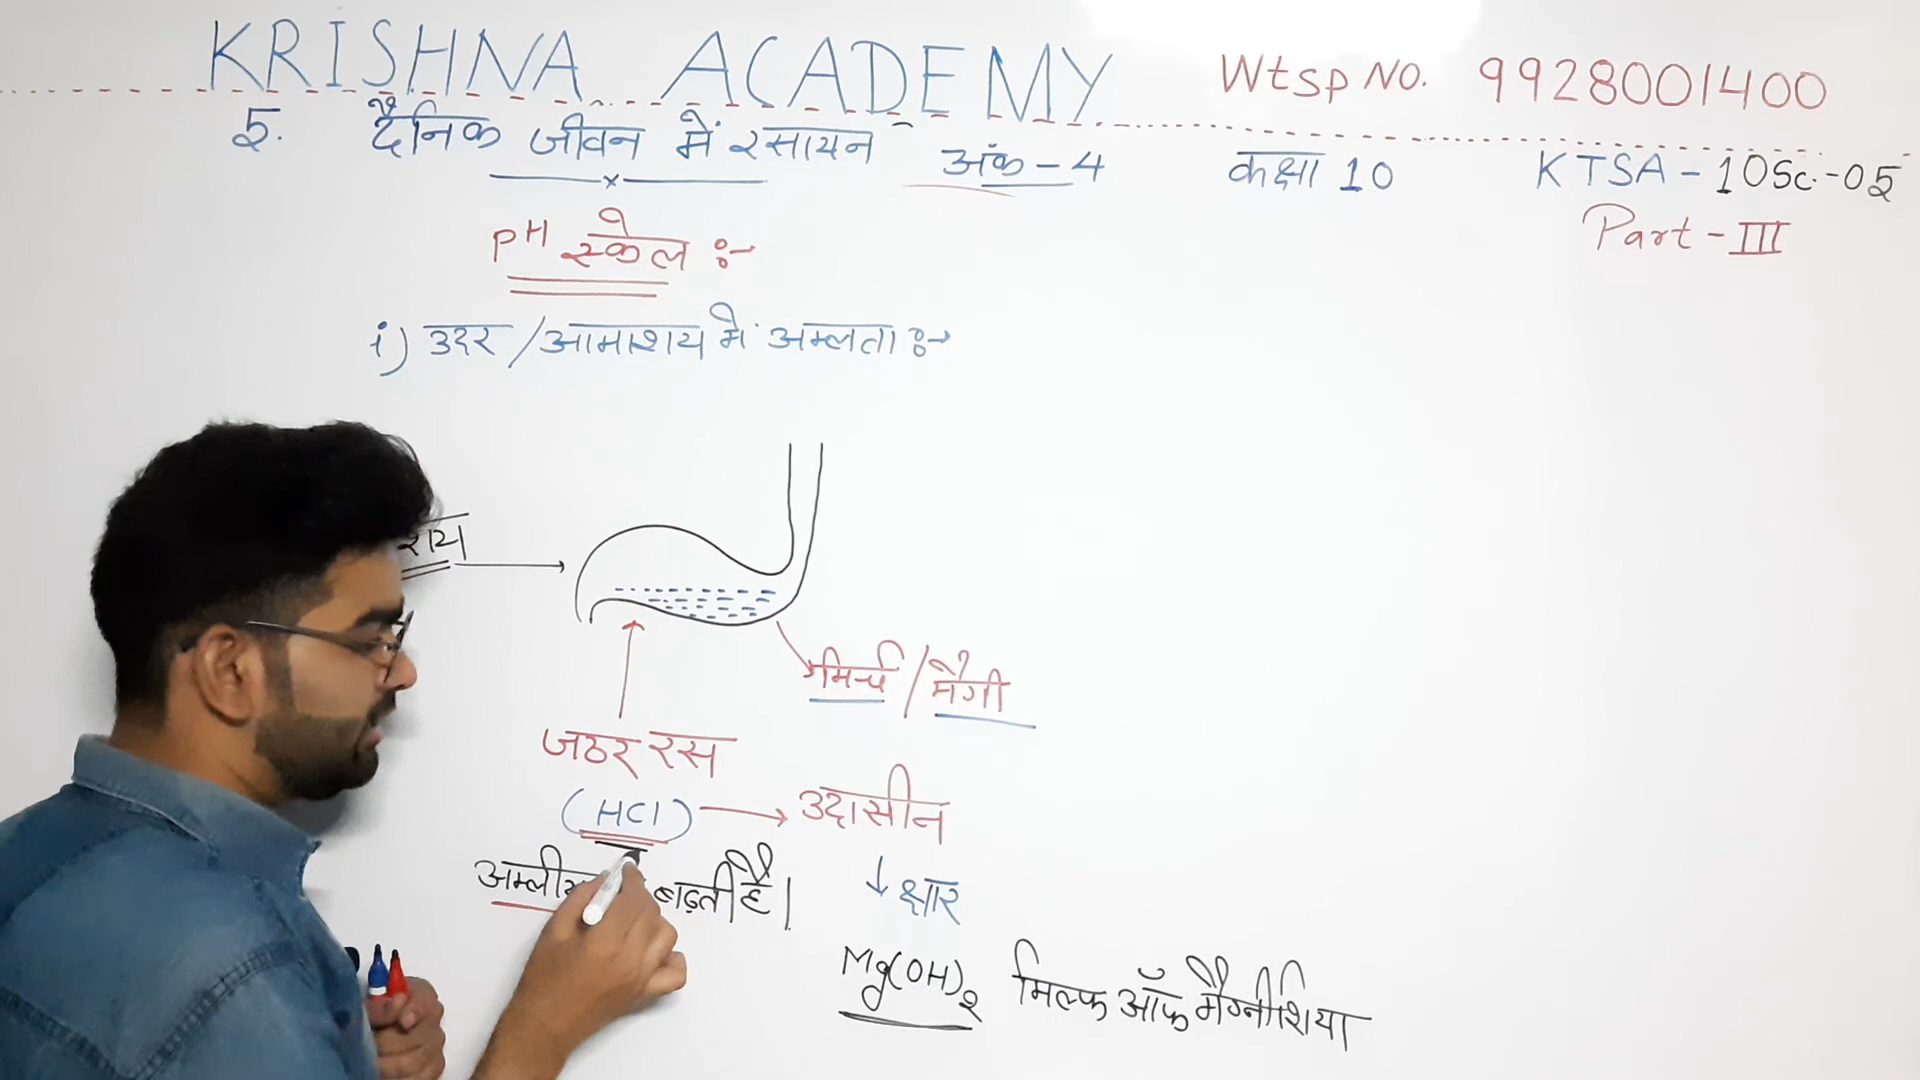 KRISHNA ACADEMY Wtsp NO. 9928001400
5. दैनिक जीवन में रसायन अंक - 4 कक्षा 10 KTSA - 10Sc. - 05
Part - III
pH स्केल :-
i) उदर / आमाशय में अम्लता :-
शय
मिर्च / मैगी
जठर रस
(HCl) → उदासीन
बढ़ती है।
↓ क्षार
Mg(OH)2 मिल्क ऑफ मैग्नीशिया